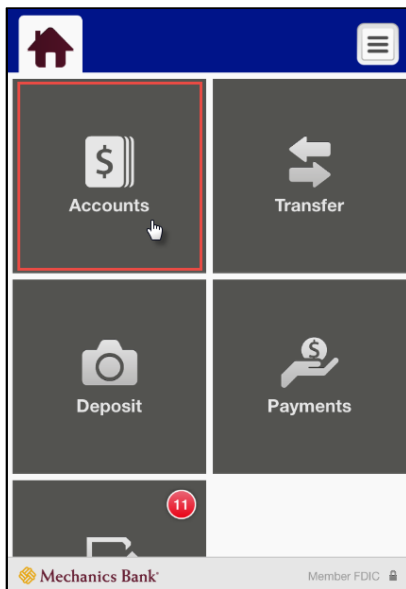 $
Accounts
Transfer
Deposit
$
Payments
11
Mechanics Bank
Member FDIC